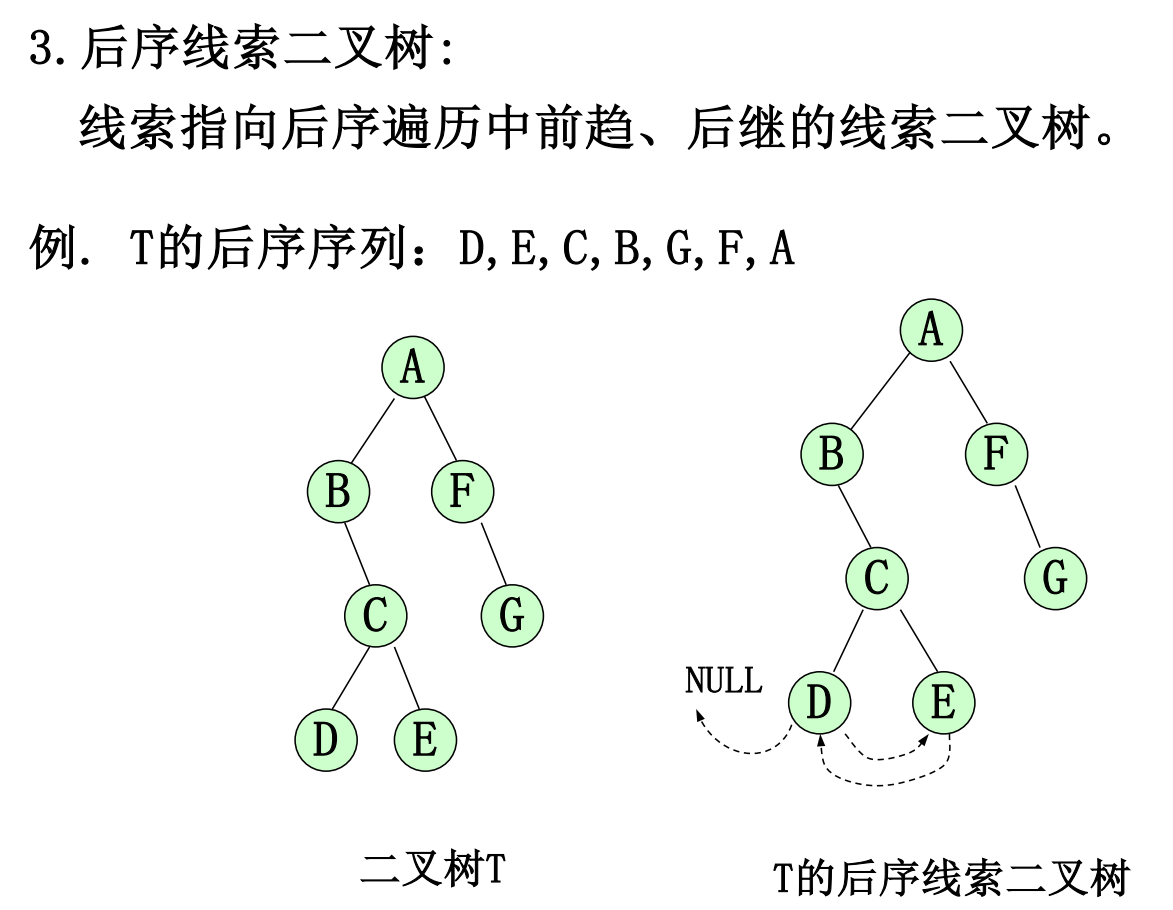 3.后序线索二叉树:
线索指向后序遍历中前趋、后继的线索二叉树。
例. T的后序序列：D,E,C,B,G,F,A
A
B F
C G
D E
二叉树T
A
B F
C G
NULL D E
T的后序线索二叉树